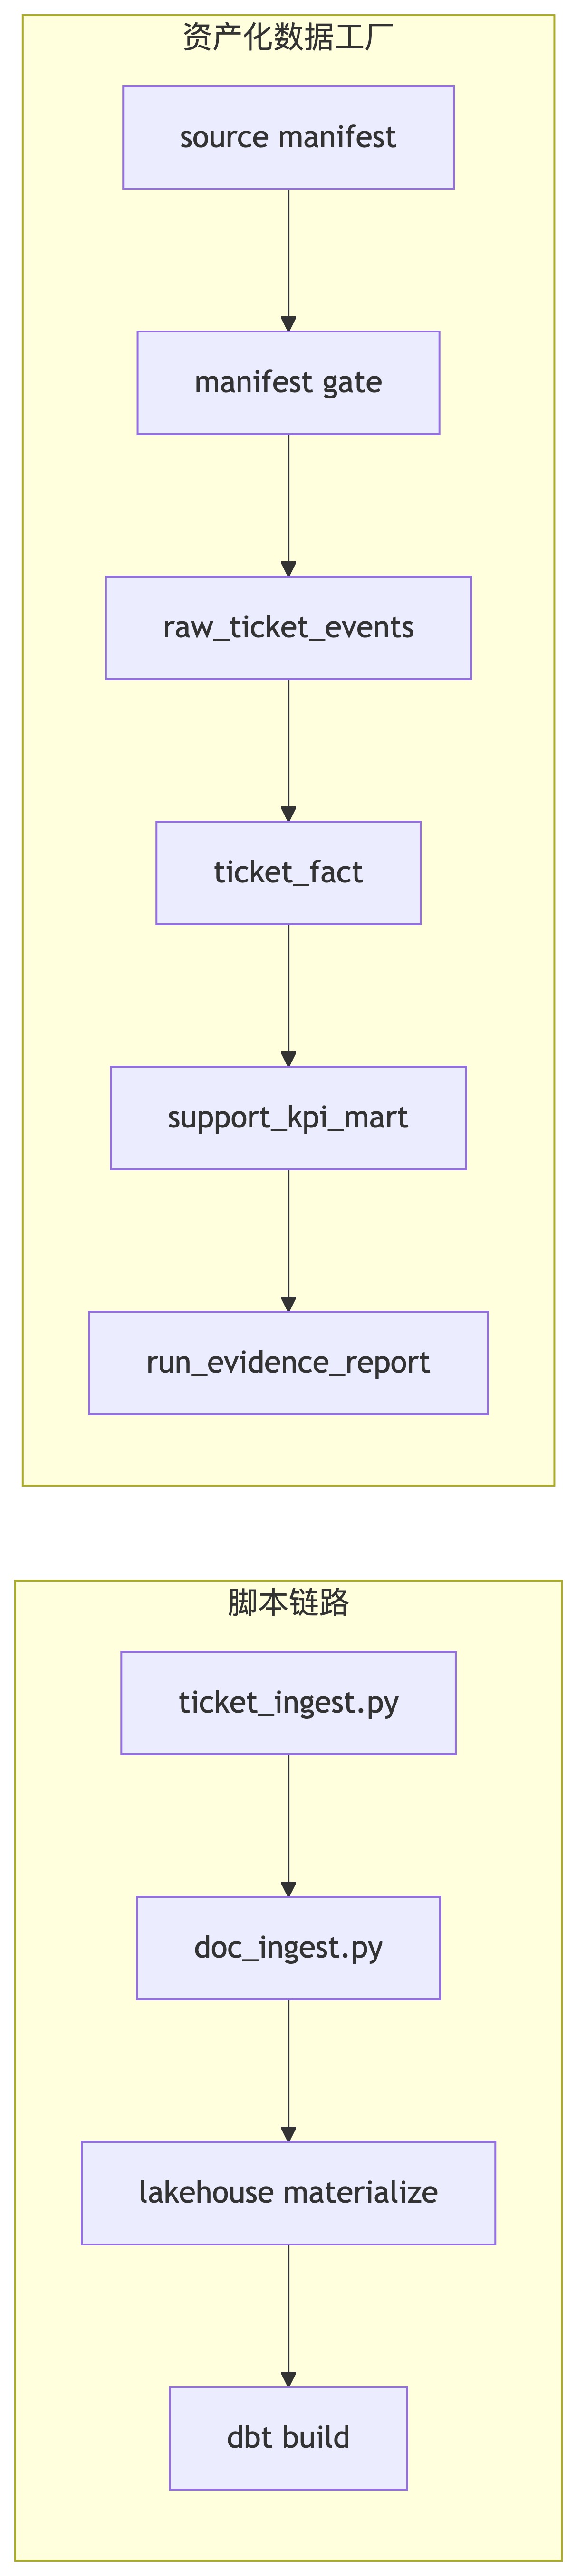 资产化数据工厂
source manifest
manifest gate
raw_ticket_events
ticket_fact
support_kpi_mart
run_evidence_report
脚本链路
ticket_ingest.py
doc_ingest.py
lakehouse materialize
dbt build